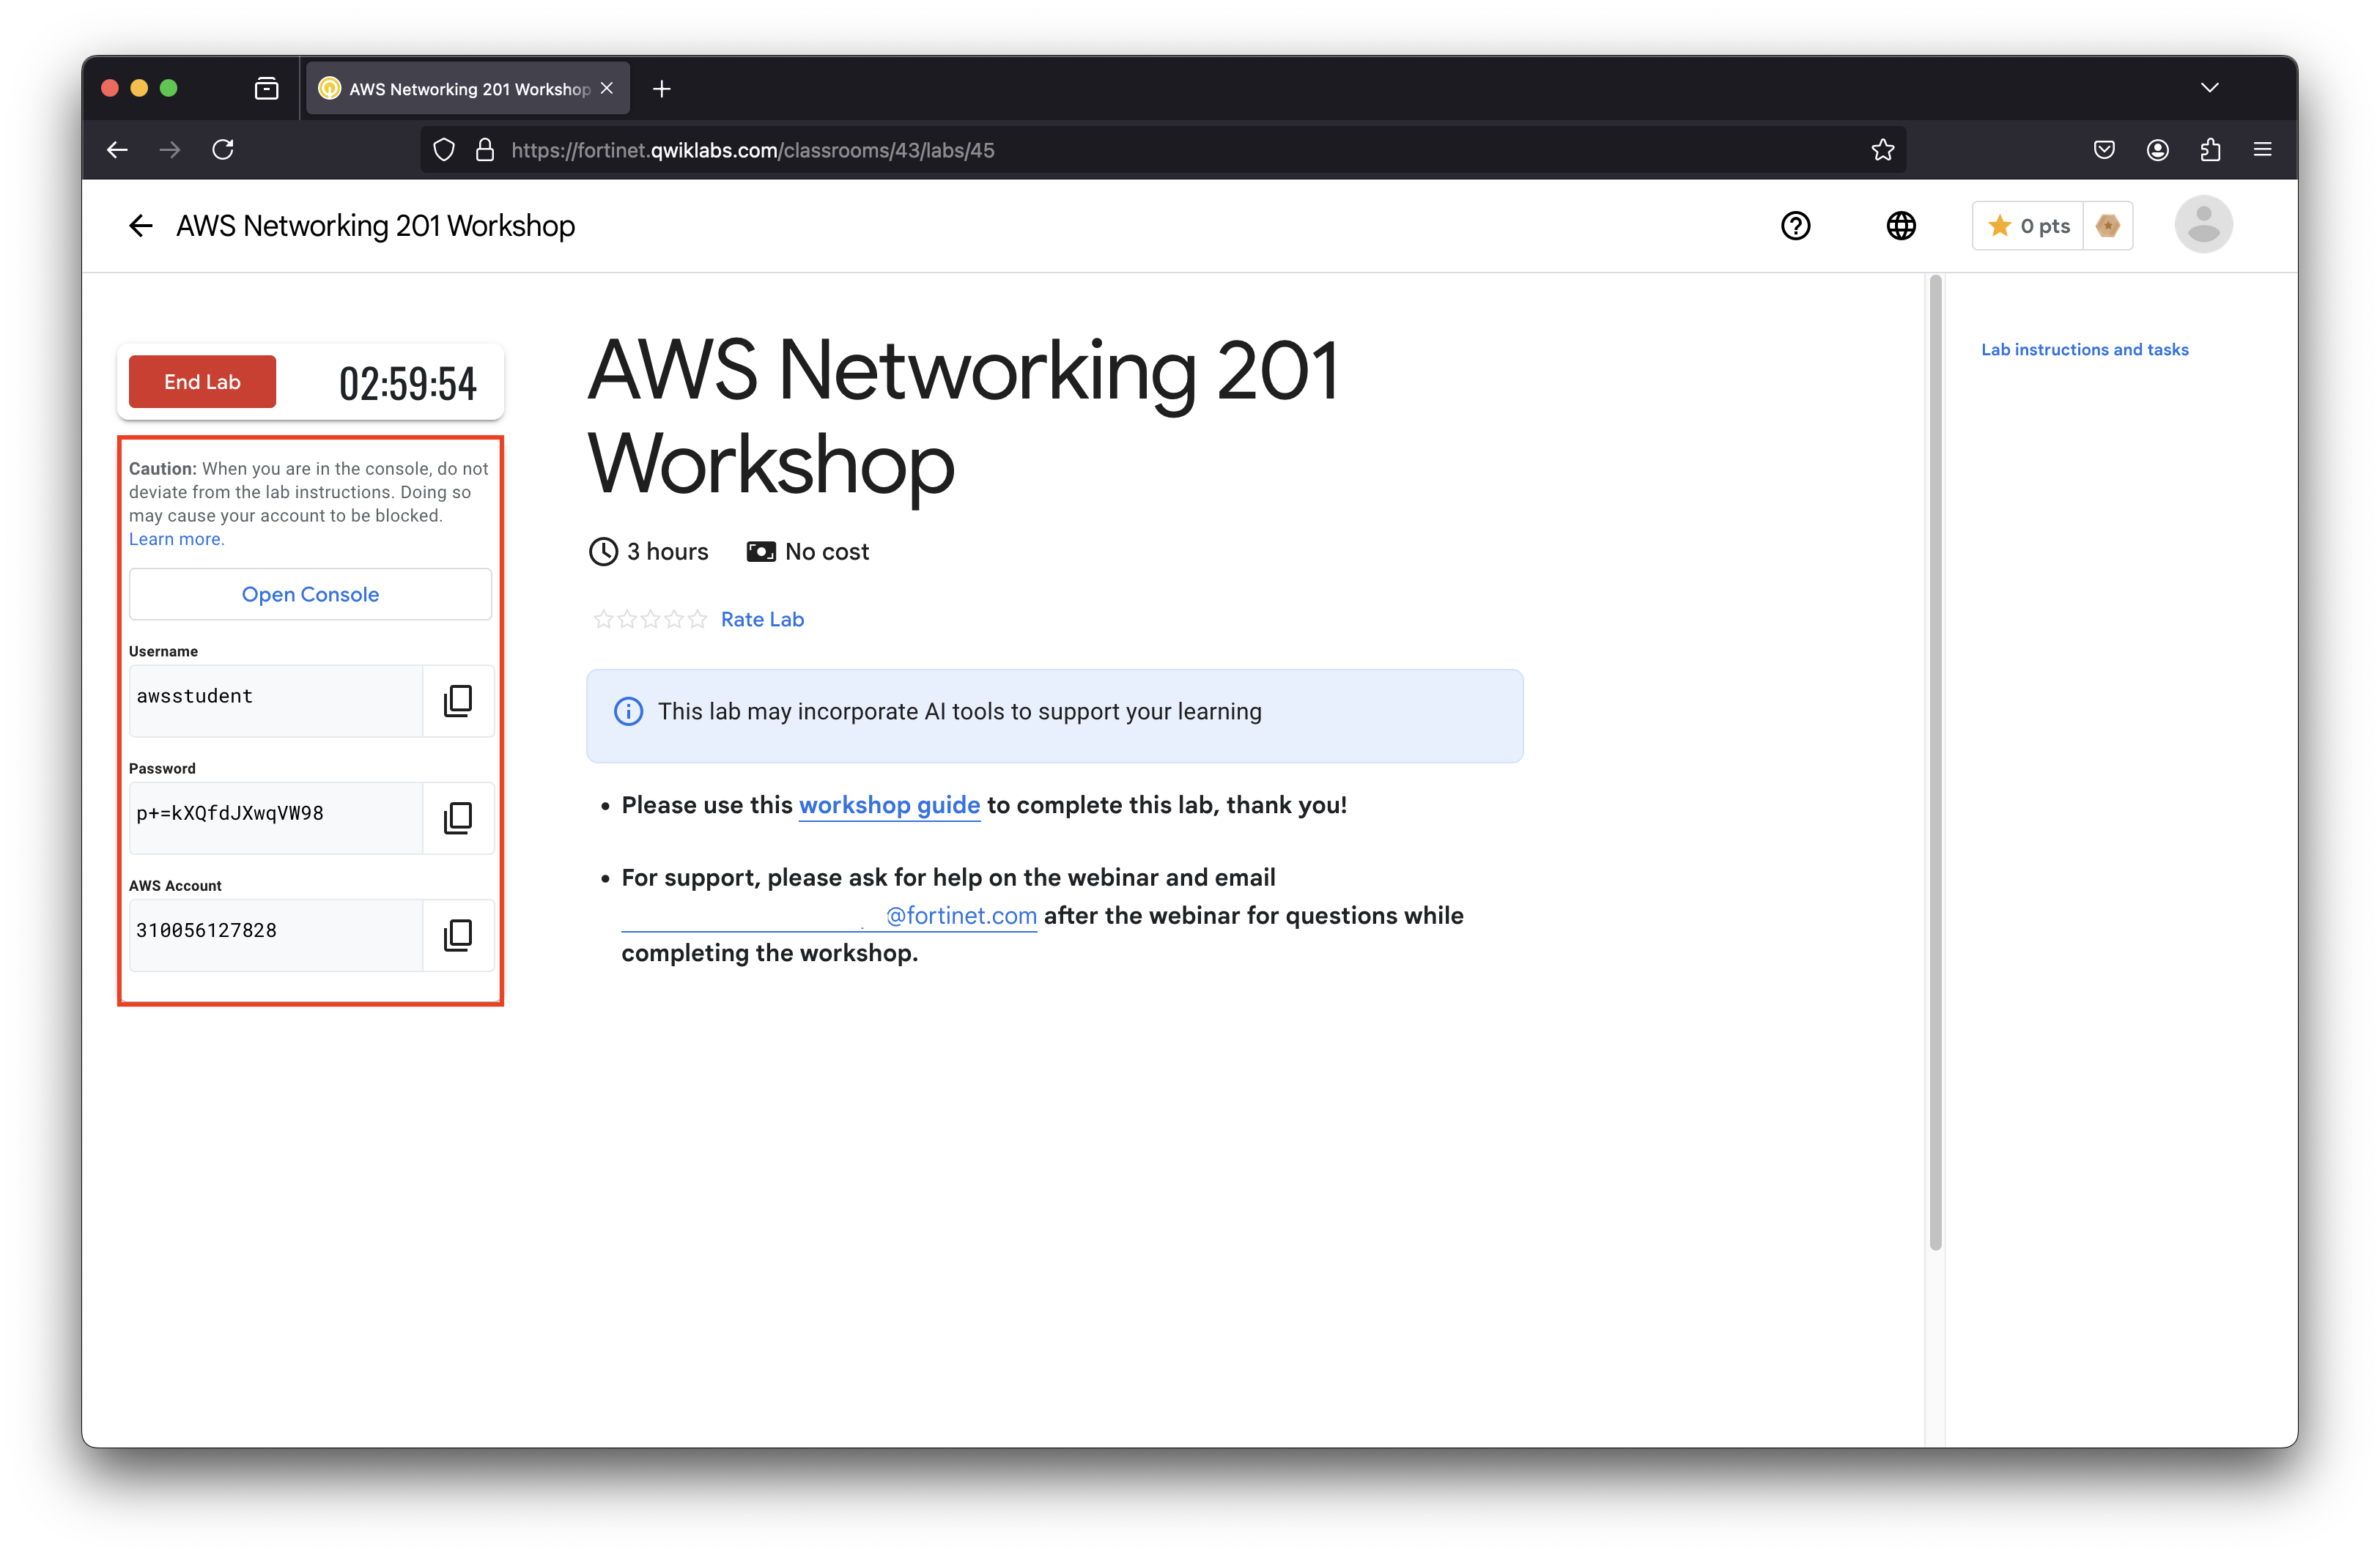 AWS Networking 201 Workshop
https://fortinet.qwiklabs.com/classrooms/43/labs/45
AWS Networking 201 Workshop
0 pts
End Lab
02:59:54
Caution: When you are in the console, do not
deviate from the lab instructions. Doing so
may cause your account to be blocked.
Learn more.
Open Console
Username
awsstudent
Password
p+=kXQfdJXwqVW98
AWS Account
310056127828
AWS Networking 201
Workshop
3 hours
No cost
Rate Lab
This lab may incorporate AI tools to support your learning
Please use this workshop guide to complete this lab, thank you!
For support, please ask for help on the webinar and email
@fortinet.com after the webinar for questions while
completing the workshop.
Lab instructions and tasks